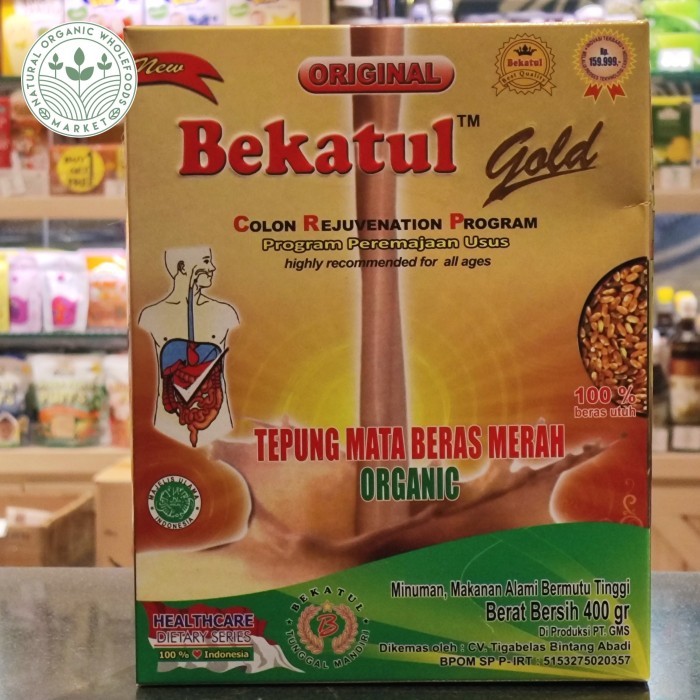 NATURAL ORGANIC WHOLEFOODS
MARKET
New
ORIGINAL
Bekatul
Best Quality
Rp.
159.999,-
Bekatul™
Gold
COLON REJUVENATION PROGRAM
Program Peremajaan Usus
highly recommended for all ages
100 %
beras utuh
TEPUNG MATA BERAS MERAH
ORGANIC
MAJELIS ULAMA
INDONESIA
Minuman, Makanan Alami Bermutu Tinggi
Berat Bersih 400 gr
Di Produksi PT. GMS
Dikemas oleh : CV. Tigabelas Bintang Abadi
BPOM SP P-IRT : 5153275020357
HEALTHCARE
DIETARY SERIES
100 % ❤ Indonesia
BEKATUL
B
TUNGGAL MANDIRI